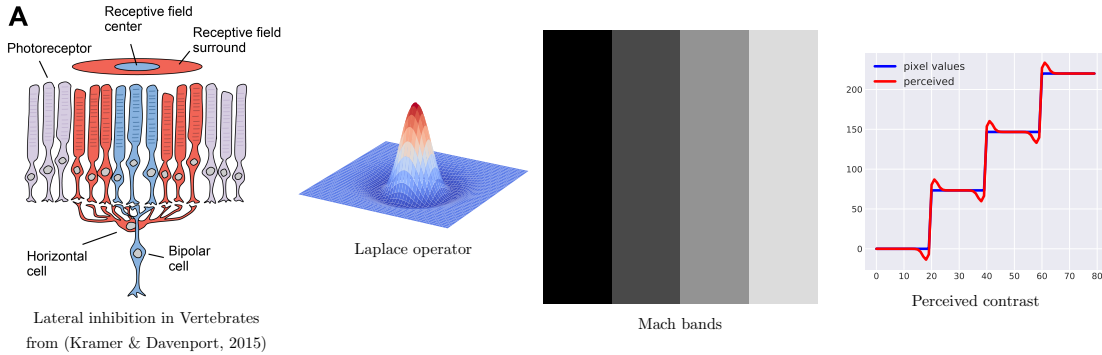 A
Receptive field
center
Receptive field
surround
Photoreceptor
Horizontal
cell
Bipolar
cell
Lateral inhibition in Vertebrates
from (Kramer & Davenport, 2015)
Laplace operator
Mach bands
pixel values
perceived
200
150
100
50
0
0 10 20 30 40 50 60 70 80
Perceived contrast